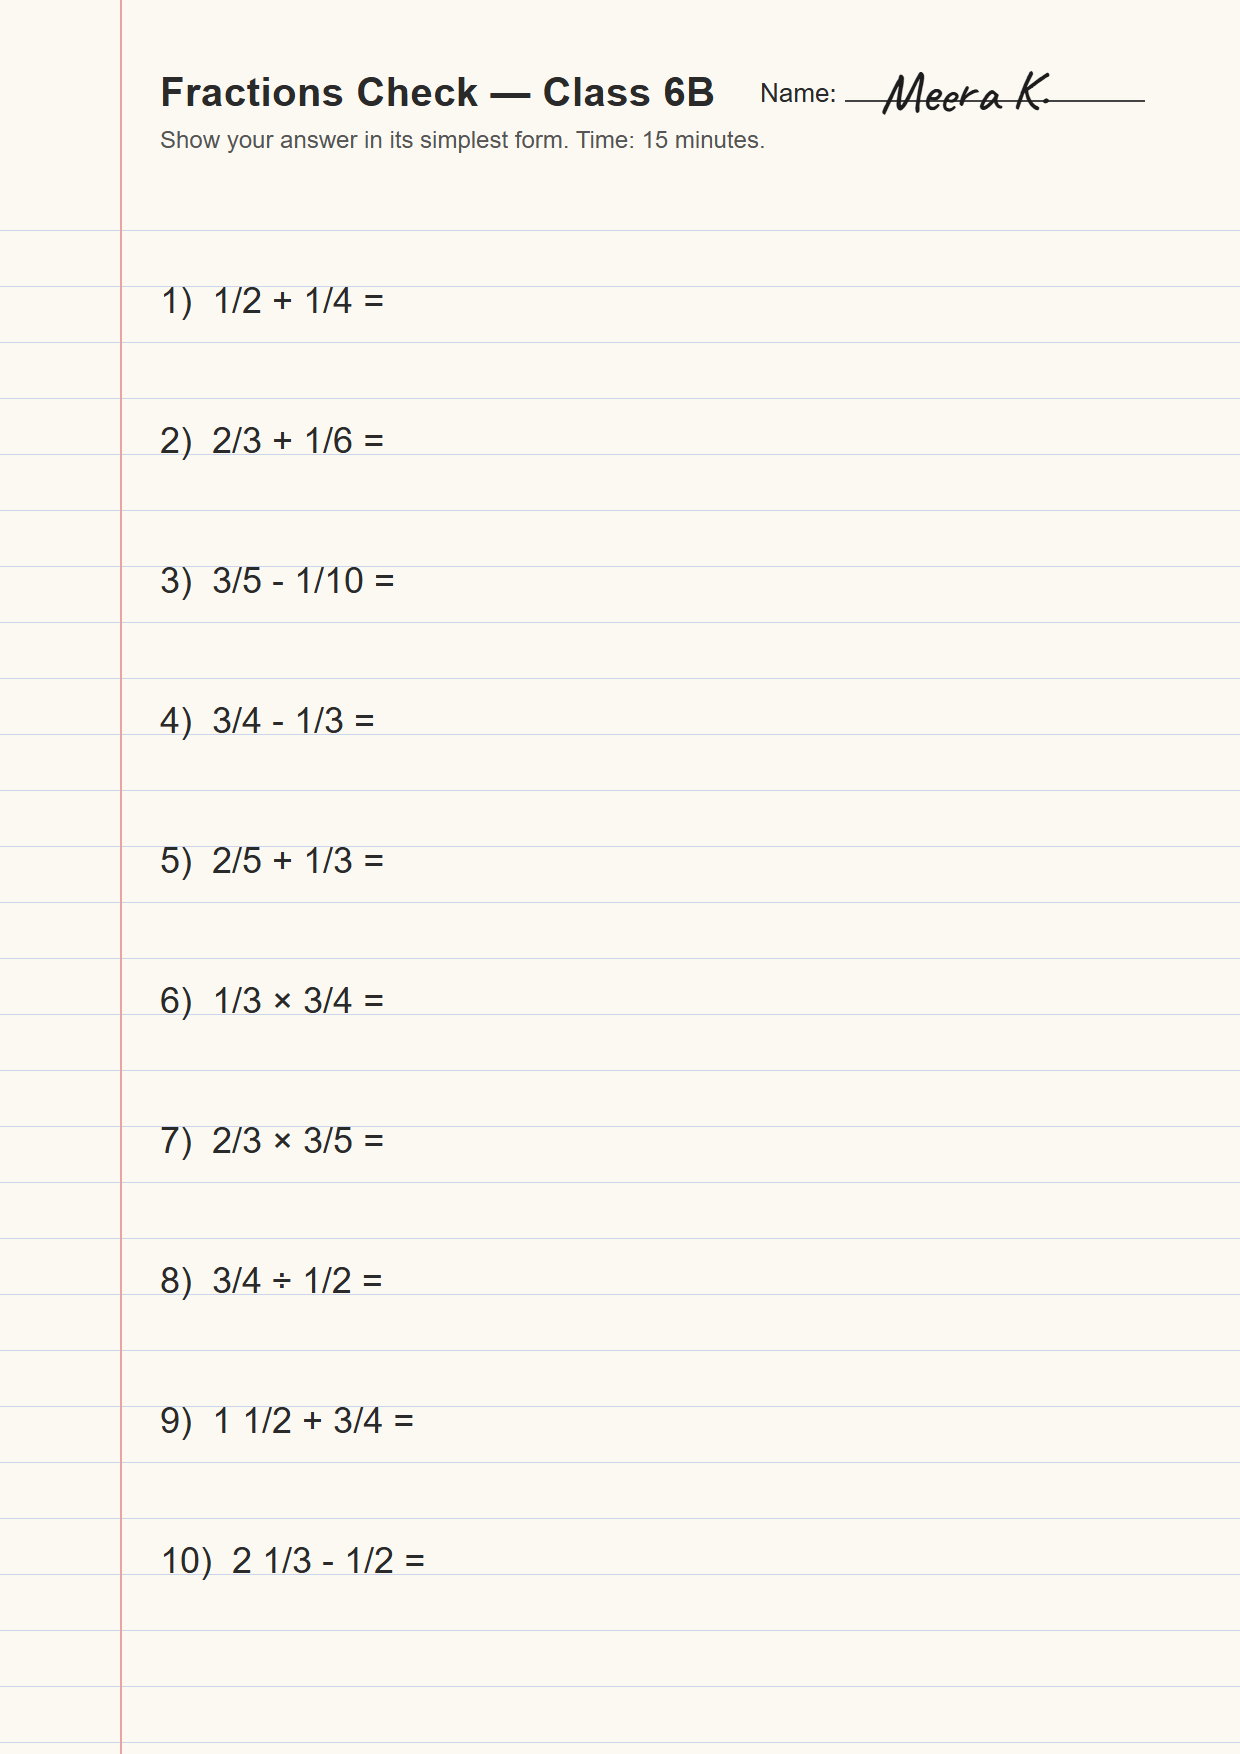 Fractions Check — Class 6B Name: Meera K.
Show your answer in its simplest form. Time: 15 minutes.
1) 1/2 + 1/4 =
2) 2/3 + 1/6 =
3) 3/5 - 1/10 =
4) 3/4 - 1/3 =
5) 2/5 + 1/3 =
6) 1/3 × 3/4 =
7) 2/3 × 3/5 =
8) 3/4 ÷ 1/2 =
9) 1 1/2 + 3/4 =
10) 2 1/3 - 1/2 =